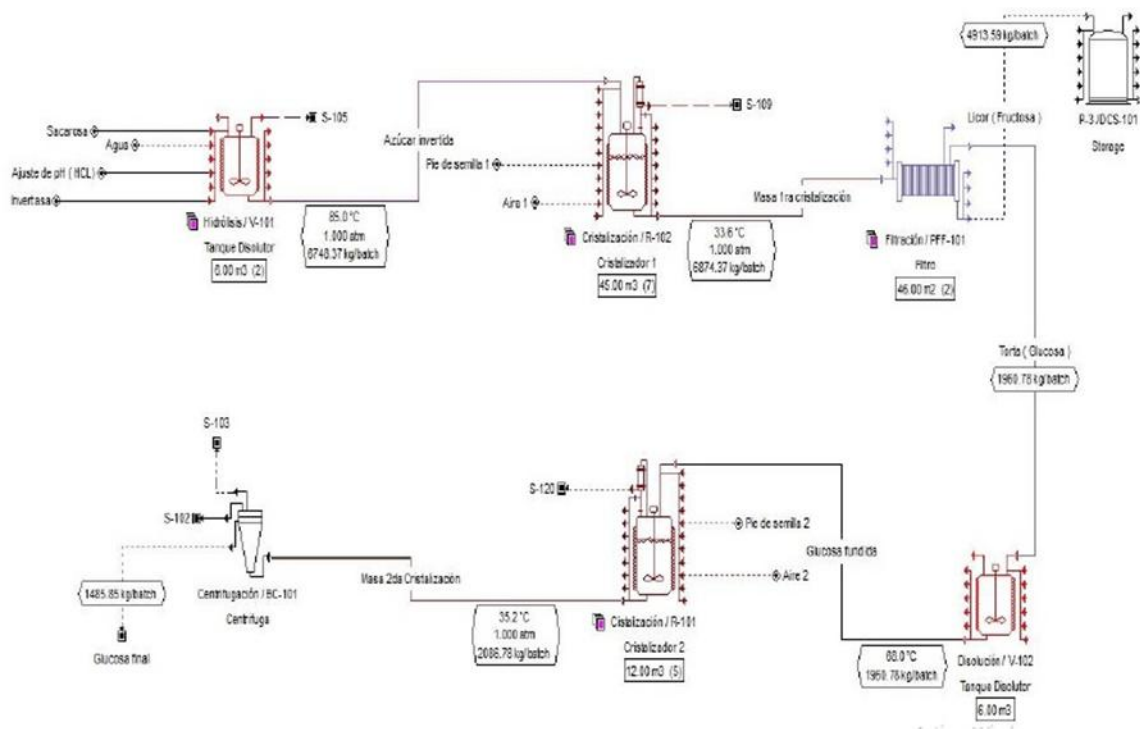 4913.59 kg/batch
Licor ( Fructosa )
P-3 /DCS-101
Storage
Sacarosa
Agua
Ajuste de pH ( HCL)
Invertasa
S-105
Hidrólisis / V-101
Tanque Disolutor
6.00 m3 (2)
Azúcar invertida
85.0 °C
1.000 atm
6748.37 kg/batch
Pie de semilla 1
Aire 1
S-109
Cristalización / R-102
Cristalizador 1
45.00 m3 (7)
Masa 1ra cristalización
33.6 °C
1.000 atm
6874.37 kg/batch
Filtración / PFF-101
Filtro
46.00 m2 (2)
Torta ( Glucosa )
1960.78 kg/batch
S-103
S-102
1485.85 kg/batch
Glucosa final
Centrifugación / BC-101
Centrifuga
Masa 2da Cristalización
35.2 °C
1.000 atm
2086.78 kg/batch
S-120
Cistalización / R-101
Cristalizador 2
12.00 m3 (5)
Pie de semilla 2
Aire 2
Glucosa fundida
68.0 °C
1960.78 kg/batch
Disolución / V-102
Tanque Disolutor
6.00 m3